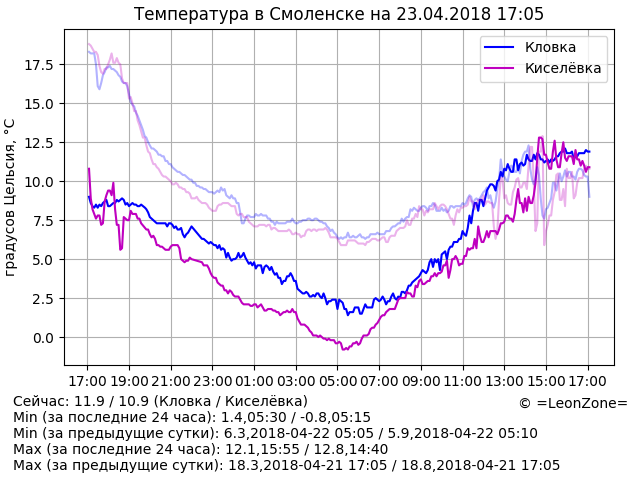 Температура в Смоленске на 23.04.2018 17:05
Кловка
Киселёвка
градусов Цельсия, °C
17.5
15.0
12.5
10.0
7.5
5.0
2.5
0.0
17:00 19:00 21:00 23:00 01:00 03:00 05:00 07:00 09:00 11:00 13:00 15:00 17:00
Сейчас: 11.9 / 10.9 (Кловка / Киселёвка)
© =LeonZone=
Min (за последние 24 часа): 1.4,05:30 / -0.8,05:15
Min (за предыдущие сутки): 6.3,2018-04-22 05:05 / 5.9,2018-04-22 05:10
Max (за последние 24 часа): 12.1,15:55 / 12.8,14:40
Max (за предыдущие сутки): 18.3,2018-04-21 17:05 / 18.8,2018-04-21 17:05